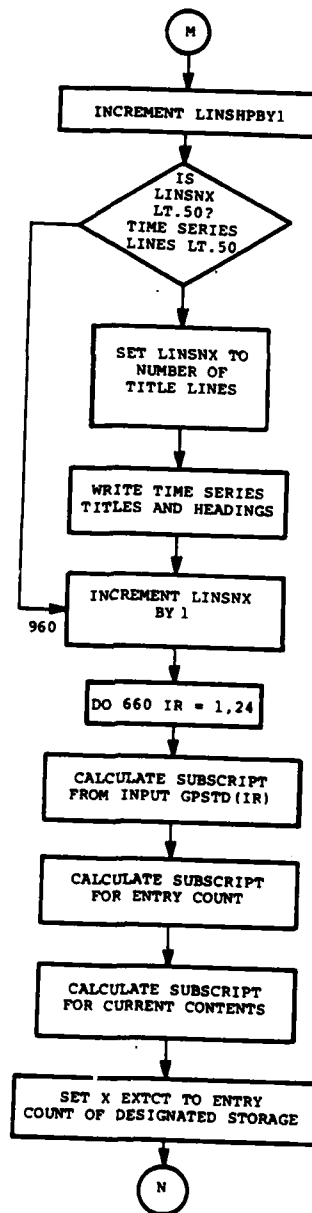 M
INCREMENT LINSHPBY1
IS
LINSNX
LT.50?
TIME SERIES
LINES LT.50
SET LINSNX TO
NUMBER OF
TITLE LINES
WRITE TIME SERIES
TITLES AND HEADINGS
INCREMENT LINSNX
BY 1
960
DO 660 IR = 1,24
CALCULATE SUBSCRIPT
FROM INPUT GPSTD(IR)
CALCULATE SUBSCRIPT
FOR ENTRY COUNT
CALCULATE SUBSCRIPT
FOR CURRENT CONTENTS
SET X EXTCT TO ENTRY
COUNT OF DESIGNATED STORAGE
N